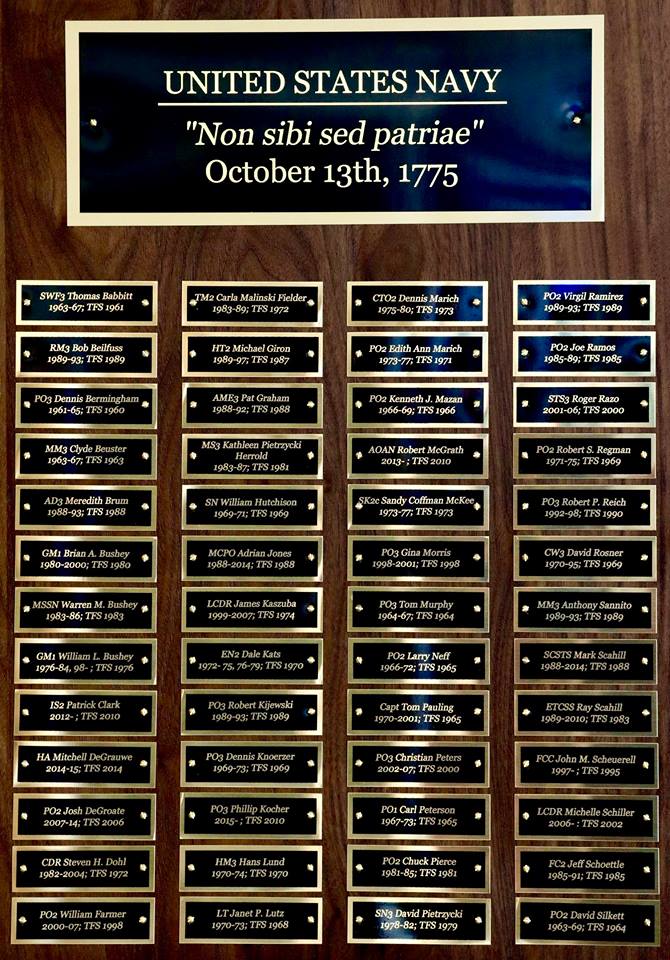 UNITED STATES NAVY
"Non sibi sed patriae"
October 13th, 1775
SWF3 Thomas Babbitt
1963-67; TFS 1961
RM3 Bob Beilfuss
1989-93; TFS 1989
PO3 Dennis Bermingham
1961-65; TFS 1960
MM3 Clyde Beuster
1963-67; TFS 1963
AD3 Meredith Brum
1988-93; TFS 1988
GM1 Brian A. Bushey
1980-2000; TFS 1980
MSSN Warren M. Bushey
1983-86; TFS 1983
GM1 William L. Bushey
1976-84, 98- ; TFS 1976
IS2 Patrick Clark
2012- ; TFS 2010
HA Mitchell DeGrauwe
2014-15; TFS 2014
PO2 Josh DeGroate
2007-14; TFS 2006
CDR Steven H. Dohl
1982-2004; TFS 1972
PO2 William Farmer
2000-07; TFS 1998
TM2 Carla Malinski Fielder
1983-89; TFS 1972
HT2 Michael Giron
1989-97; TFS 1987
AME3 Pat Graham
1988-92; TFS 1988
MS3 Kathleen Pietrzycki
Herrold
1983-87; TFS 1981
SN William Hutchison
1969-71; TFS 1969
MCPO Adrian Jones
1988-2014; TFS 1988
LCDR James Kaszuba
1999-2007; TFS 1974
EN2 Dale Kats
1972- 75, 76-79; TFS 1970
PO3 Robert Kijewski
1989-93; TFS 1989
PO3 Dennis Knoerzer
1969-73; TFS 1969
PO3 Phillip Kocher
2015- ; TFS 2010
HM3 Hans Lund
1970-74; TFS 1970
LT Janet P. Lutz
1970-73; TFS 1968
CTO2 Dennis Marich
1975-80; TFS 1973
PO2 Edith Ann Marich
1973-77; TFS 1971
PO2 Kenneth J. Mazan
1966-69; TFS 1966
AOAN Robert McGrath
2013- ; TFS 2010
SK2c Sandy Coffman McKee
1973-77; TFS 1973
PO3 Gina Morris
1998-2001; TFS 1998
PO3 Tom Murphy
1964-67; TFS 1964
PO2 Larry Neff
1966-72; TFS 1965
Capt Tom Pauling
1970-2001; TFS 1965
PO3 Christian Peters
2002-07; TFS 2000
PO1 Carl Peterson
1967-73; TFS 1965
PO2 Chuck Pierce
1981-85; TFS 1981
SN3 David Pietrzycki
1978-82; TFS 1979
PO2 Virgil Ramirez
1989-93; TFS 1989
PO2 Joe Ramos
1985-89; TFS 1985
STS3 Roger Razo
2001-06; TFS 2000
PO2 Robert S. Regman
1971-75; TFS 1969
PO3 Robert P. Reich
1992-98; TFS 1990
CW3 David Rosner
1970-95; TFS 1969
MM3 Anthony Sannito
1989-93; TFS 1989
SCSTS Mark Scahill
1988-2014; TFS 1988
ETCSS Ray Scahill
1989-2010; TFS 1983
FCC John M. Scheuerell
1997- ; TFS 1995
LCDR Michelle Schiller
2006- : TFS 2002
FC2 Jeff Schoettle
1985-91; TFS 1985
PO2 David Silkett
1963-69; TFS 1964